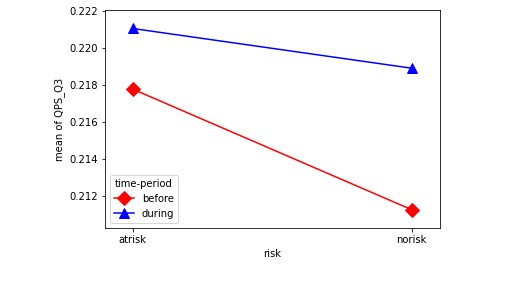 0.222
0.220
0.218
0.216
0.214
0.212
mean of QPS_Q3
time-period
before
during
atrisk
norisk
risk